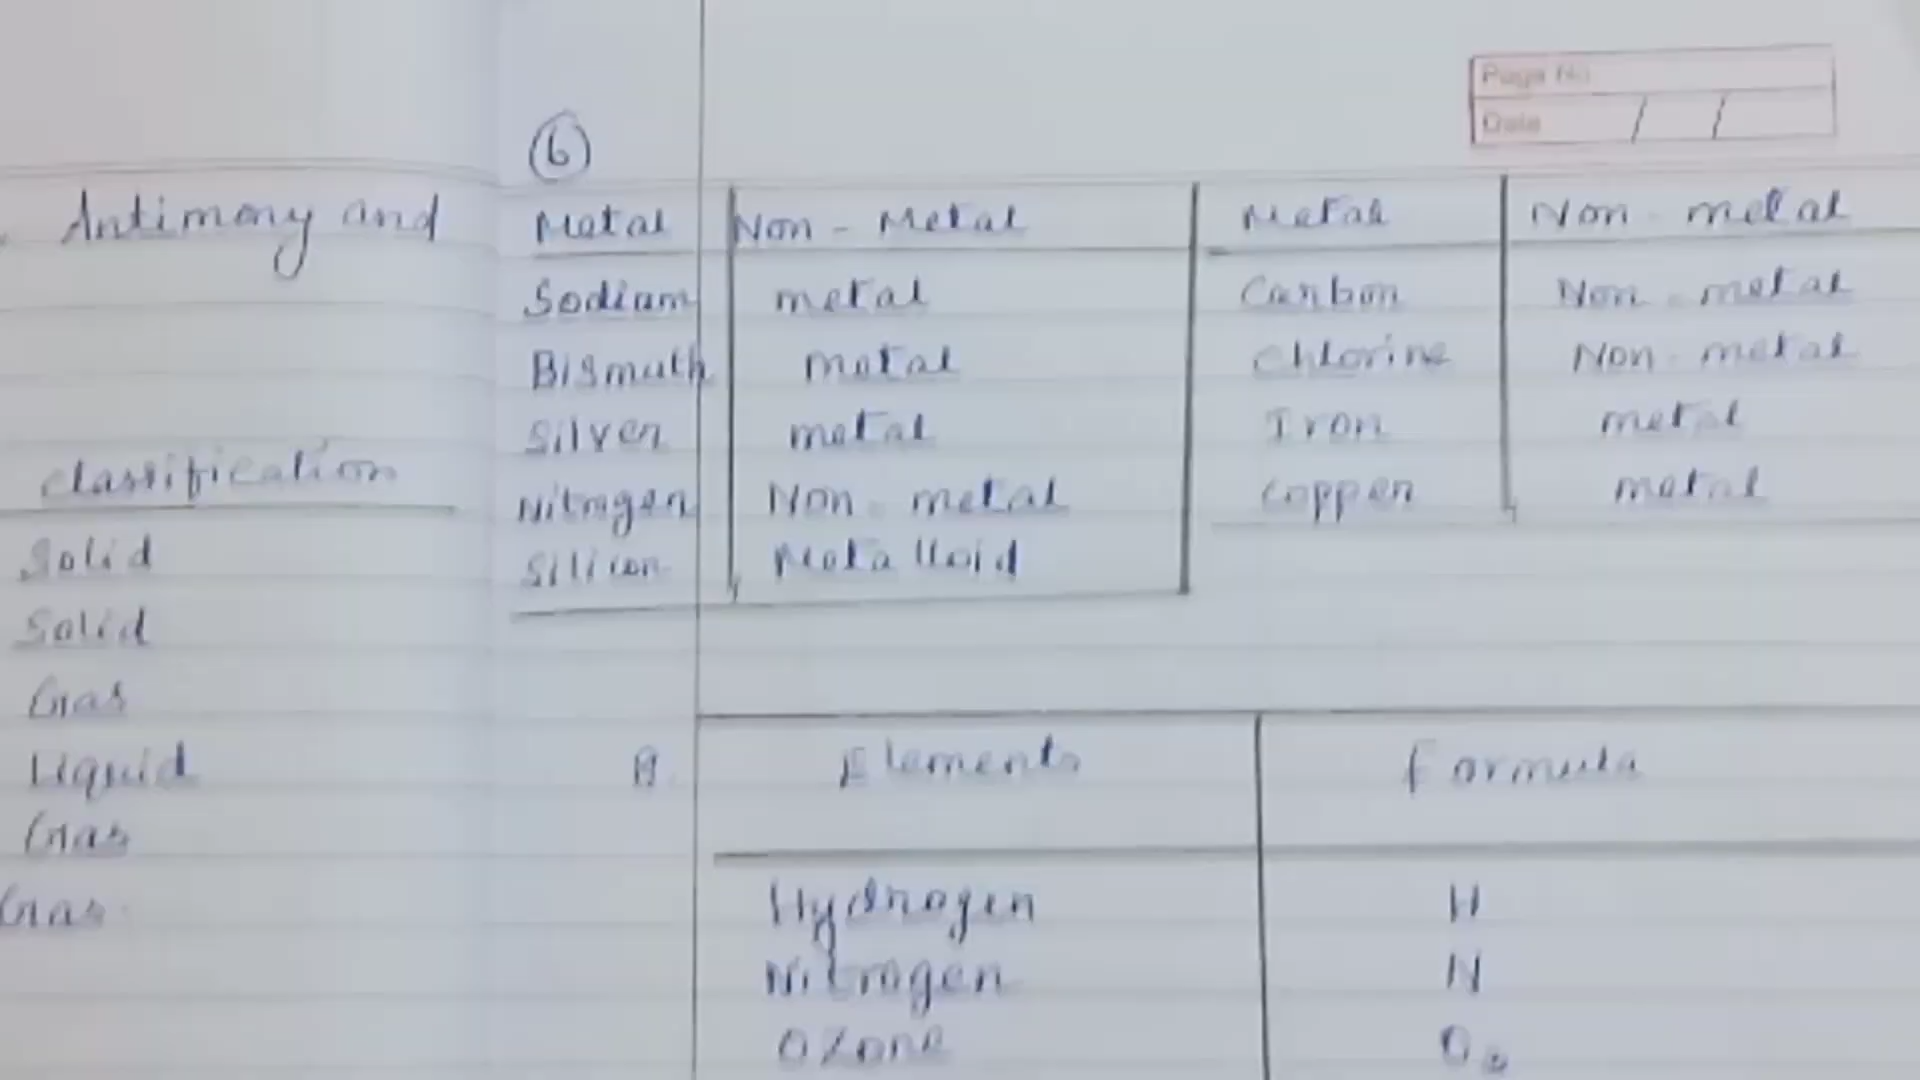 Antimony and
classification
Solid
Solid
Gas
Liquid
Gas
Gas
Page No
Date / /
6
Metal Non - Metal Metal Non - metal
Sodium metal Carbon Non - metal
Bismuth metal Chlorine Non - metal
Silver metal Iron metal
Nitrogen Non - metal Copper metal
Silicon Metalloid
Elements Formula
Hydrogen H
Nitrogen N
Ozone O3